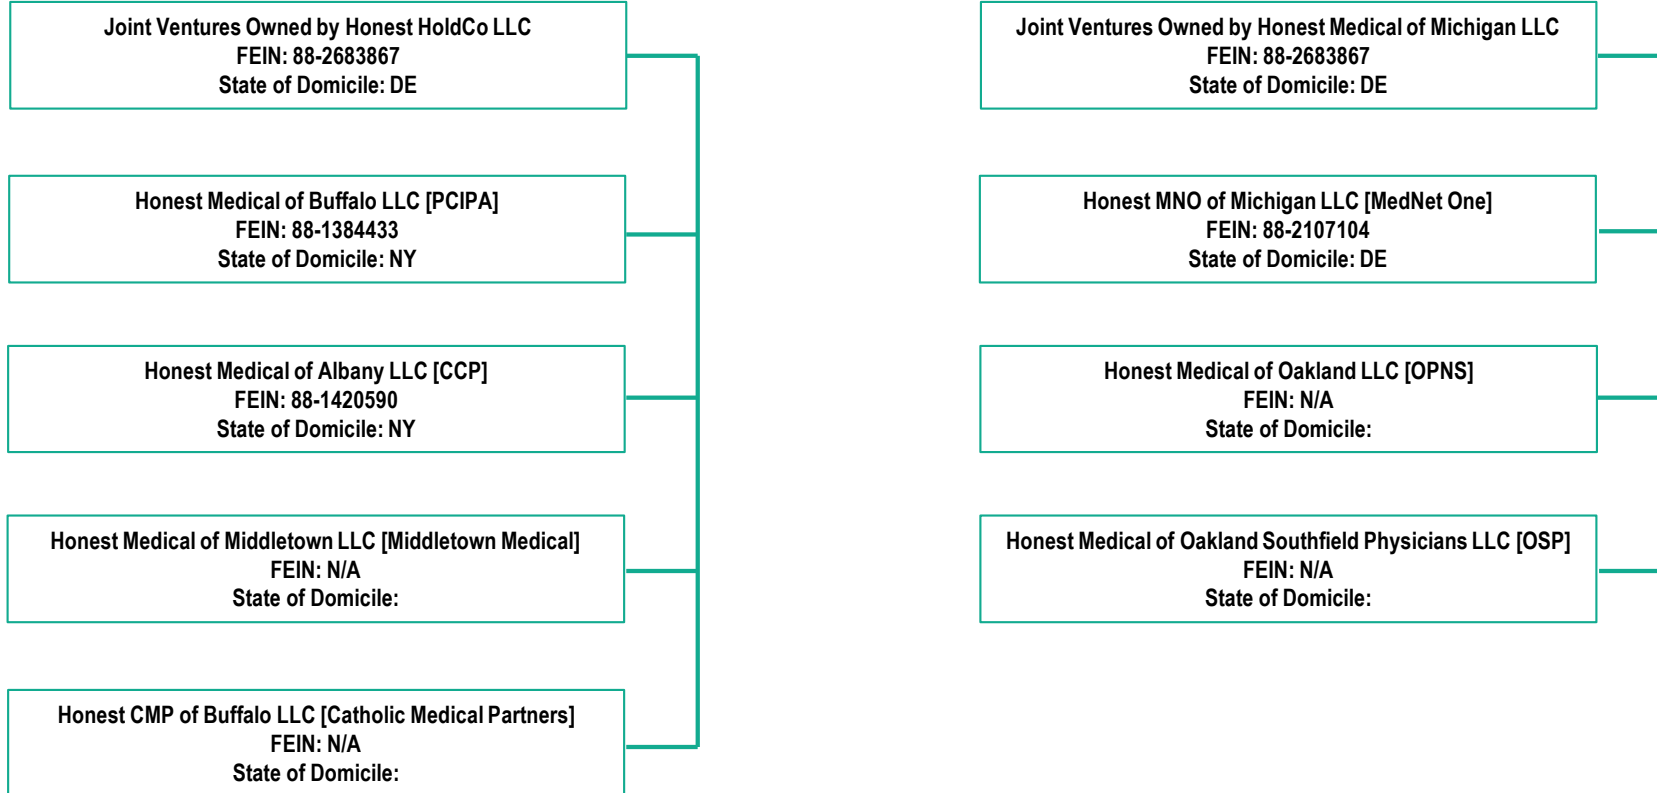 Joint Ventures Owned by Honest HoldCo LLC
FEIN: 88-2683867
State of Domicile: DE
Honest Medical of Buffalo LLC [PCIPA]
FEIN: 88-1384433
State of Domicile: NY
Honest Medical of Albany LLC [CCP]
FEIN: 88-1420590
State of Domicile: NY
Honest Medical of Middletown LLC [Middletown Medical]
FEIN: N/A
State of Domicile:
Honest CMP of Buffalo LLC [Catholic Medical Partners]
FEIN: N/A
State of Domicile:
Joint Ventures Owned by Honest Medical of Michigan LLC
FEIN: 88-2683867
State of Domicile: DE
Honest MNO of Michigan LLC [MedNet One]
FEIN: 88-2107104
State of Domicile: DE
Honest Medical of Oakland LLC [OPNS]
FEIN: N/A
State of Domicile:
Honest Medical of Oakland Southfield Physicians LLC [OSP]
FEIN: N/A
State of Domicile: